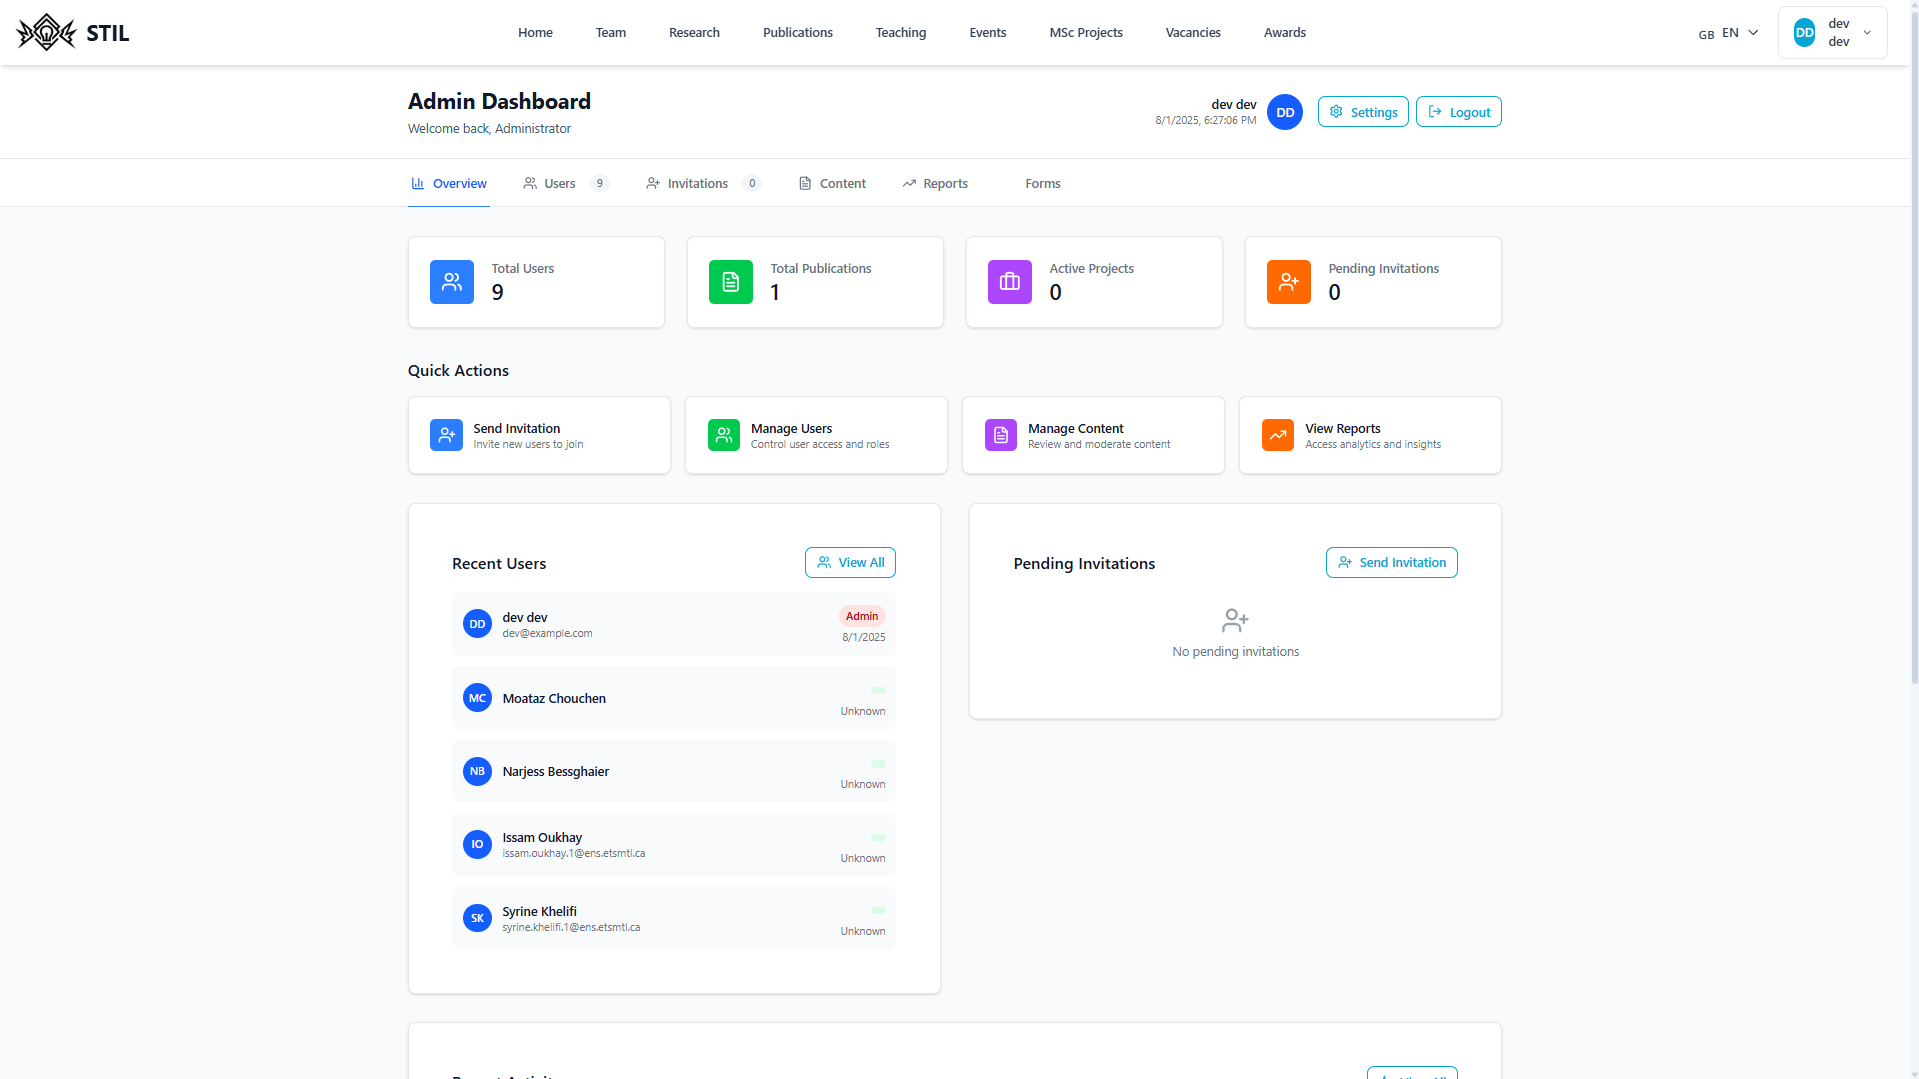 STIL
Home
Team
Research
Publications
Teaching
Events
MSc Projects
Vacancies
Awards
GB EN
DD
dev
dev
Admin Dashboard
Welcome back, Administrator
dev dev
8/1/2025, 6:27:06 PM
DD
Settings
Logout
Overview
Users 9
Invitations 0
Content
Reports
Forms
Total Users
9
Total Publications
1
Active Projects
0
Pending Invitations
0
Quick Actions
Send Invitation
Invite new users to join
Manage Users
Control user access and roles
Manage Content
Review and moderate content
View Reports
Access analytics and insights
Recent Users
View All
DD
dev dev
dev@example.com
Admin
8/1/2025
MC
Moataz Chouchen
Unknown
NB
Narjess Bessghaier
Unknown
IO
Issam Oukhay
issam.oukhay.1@ens.etsmtl.ca
Unknown
SK
Syrine Khelifi
syrine.khelifi.1@ens.etsmtl.ca
Unknown
Pending Invitations
Send Invitation
No pending invitations